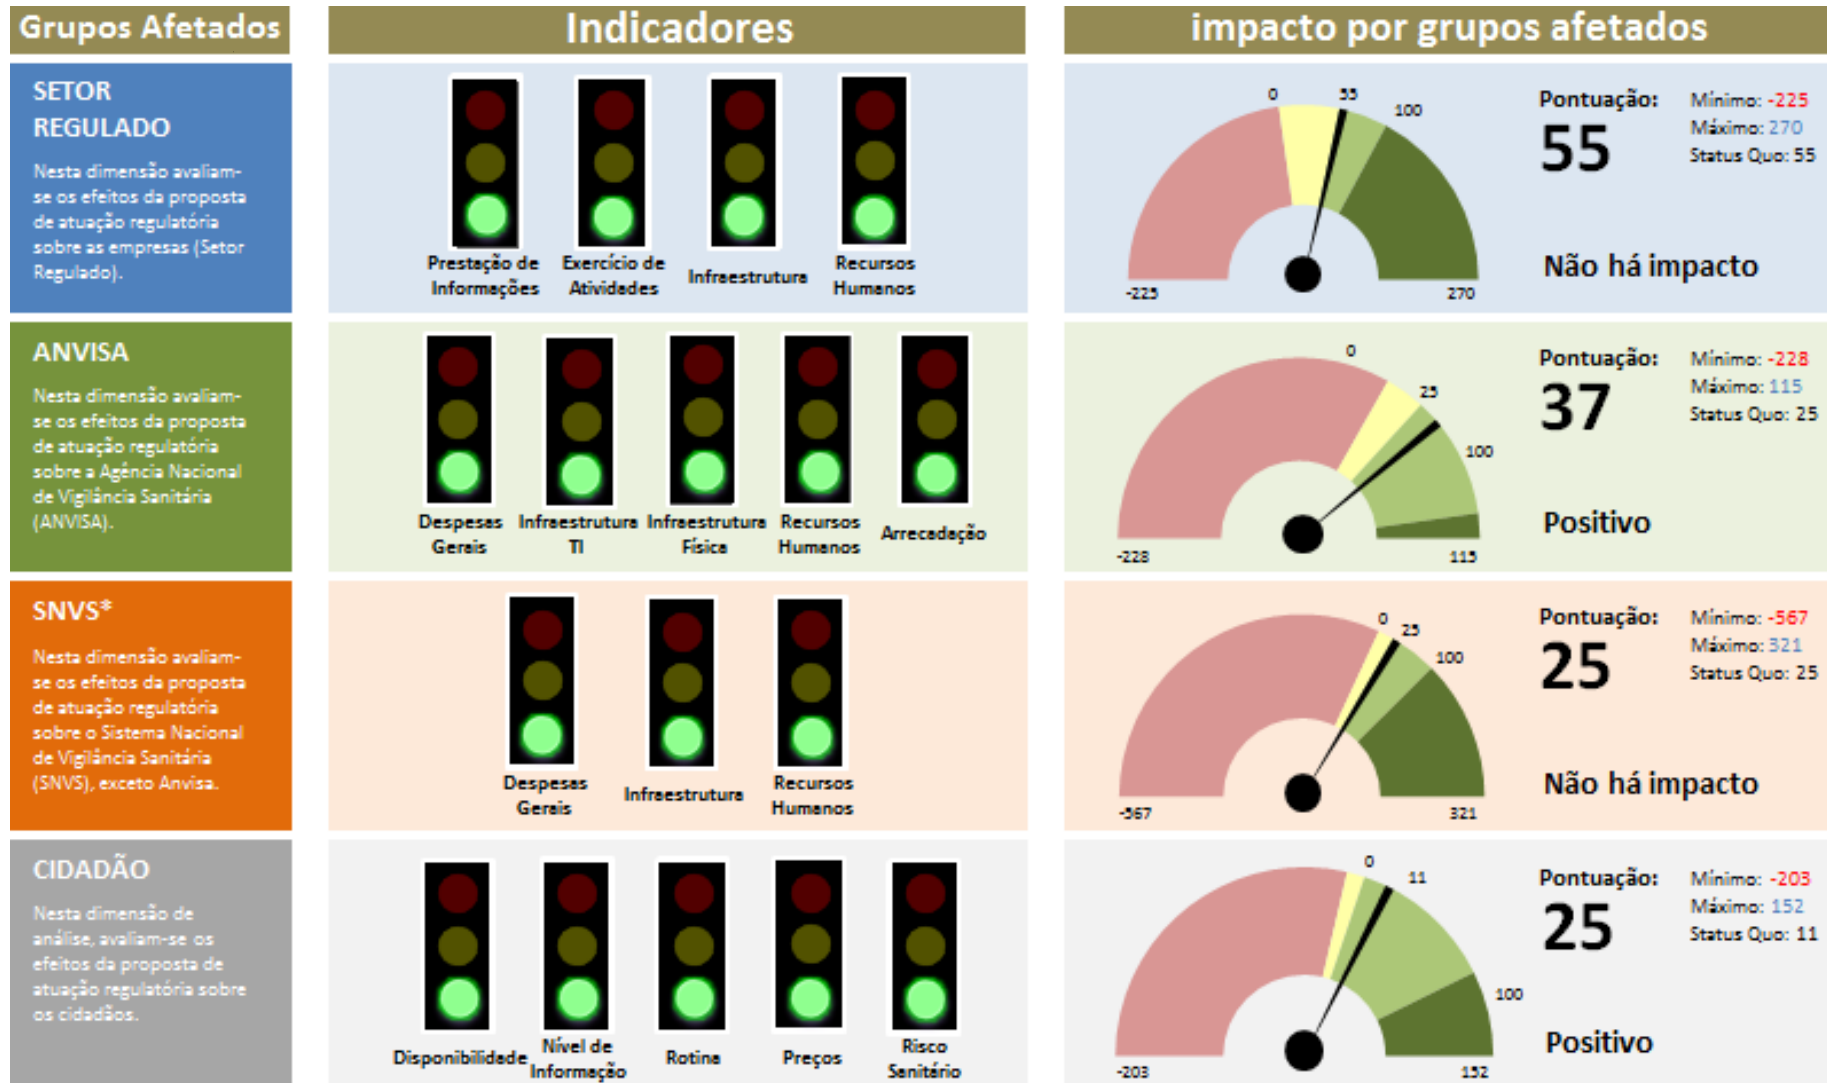 Grupos Afetados
Indicadores
impacto por grupos afetados
SETOR
REGULADO
Nesta dimensão avaliam-
se os efeitos da proposta
de atuação regulatória
sobre as empresas (Setor
Regulado).
Prestação de
Informações
Exercício de
Atividades
Infraestrutura
Recursos
Humanos
0
55
100
-225
270
Pontuação:
55
Mínimo: -225
Máximo: 270
Status Quo: 55
Não há impacto
ANVISA
Nesta dimensão avaliam-
se os efeitos da proposta
de atuação regulatória
sobre a Agência Nacional
de Vigilância Sanitária
(ANVISA).
Despesas
Gerais
Infraestrutura
TI
Infraestrutura
Física
Recursos
Humanos
Arrecadação
0
25
100
-228
115
Pontuação:
37
Mínimo: -228
Máximo: 115
Status Quo: 25
Positivo
SNVS*
Nesta dimensão avaliam-
se os efeitos da proposta
de atuação regulatória
sobre o Sistema Nacional
de Vigilância Sanitária
(SNVS), exceto Anvisa.
Despesas
Gerais
Infraestrutura
Recursos
Humanos
0
25
100
-567
321
Pontuação:
25
Mínimo: -567
Máximo: 321
Status Quo: 25
Não há impacto
CIDADÃO
Nesta dimensão de
análise, avaliam-se os
efeitos da proposta de
atuação regulatória sobre
os cidadãos.
Disponibilidade
Nível de
Informação
Rotina
Preços
Risco
Sanitário
0
11
100
-203
152
Pontuação:
25
Mínimo: -203
Máximo: 152
Status Quo: 11
Positivo